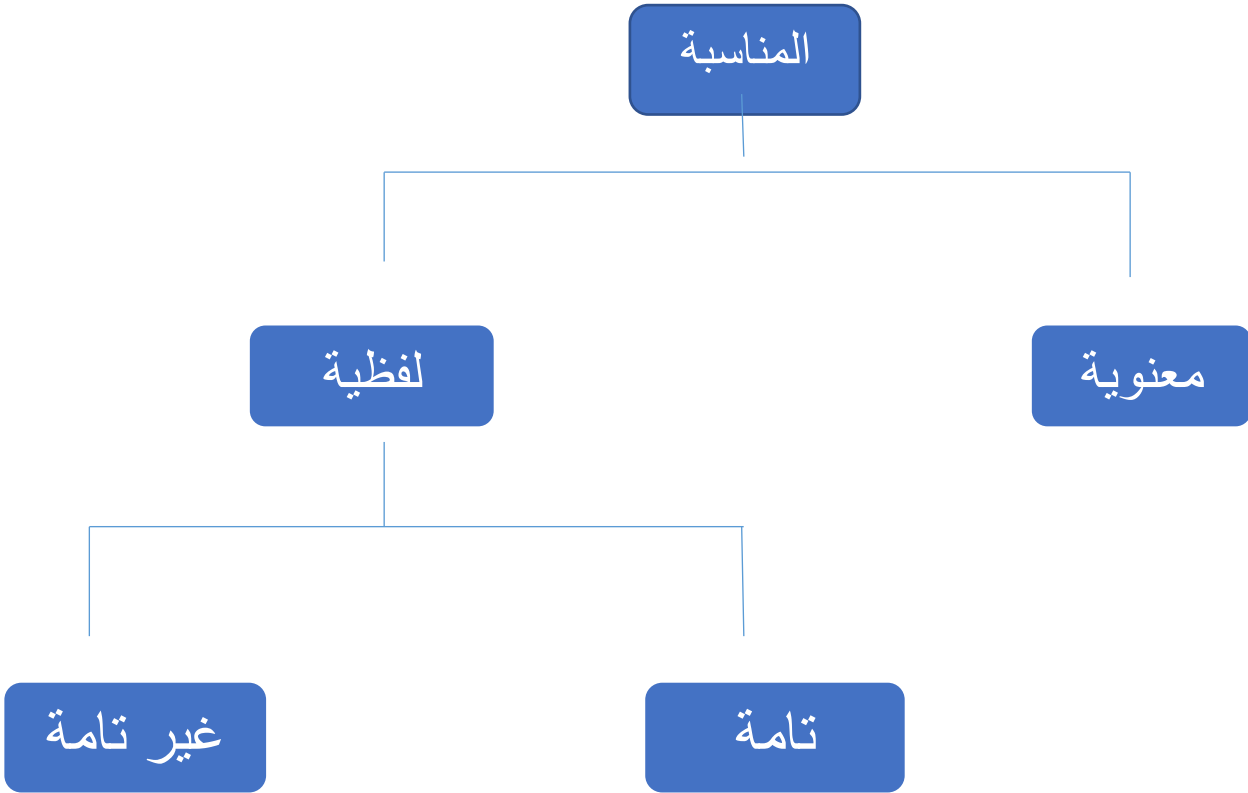 المناسبة
معنوية
لفظية
تامة
غير تامة